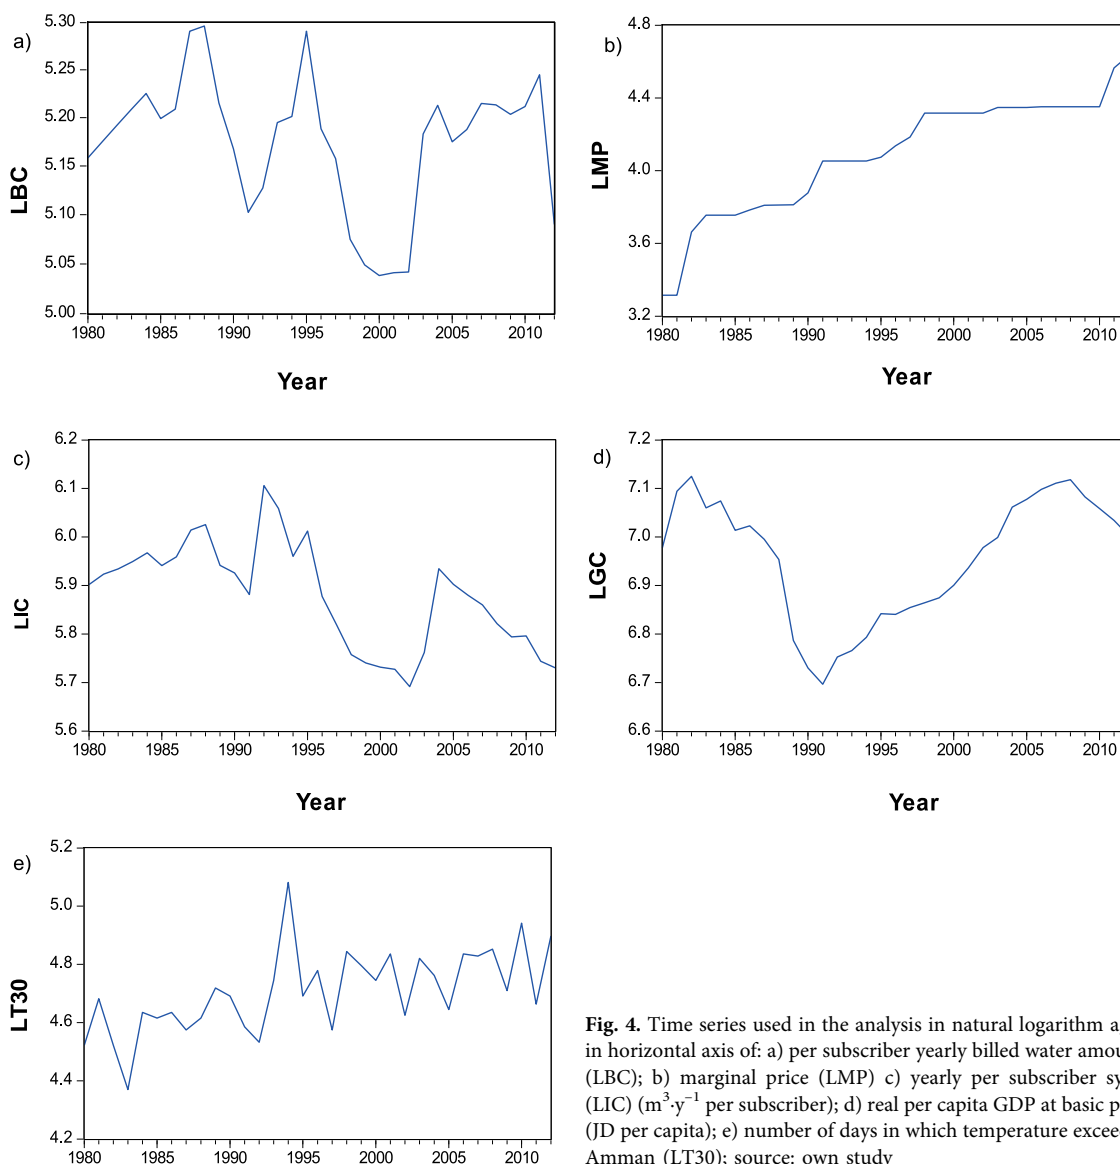 a)
5.30
5.25
5.20
5.15
5.10
5.05
5.00
LBC
1980 1985 1990 1995 2000 2005 2010
Year
b)
4.8
4.4
4.0
3.6
3.2
LMP
1980 1985 1990 1995 2000 2005 2010
Year
c)
6.2
6.1
6.0
5.9
5.8
5.7
5.6
LIC
1980 1985 1990 1995 2000 2005 2010
Year
d)
7.2
7.1
7.0
6.9
6.8
6.7
6.6
LGC
1980 1985 1990 1995 2000 2005 2010
Year
e)
5.2
5.0
4.8
4.6
4.4
4.2
LT30
1980 1985 1990 1995 2000 2005 2010
Fig. 4. Time series used in the analysis in natural logarithm a
in horizontal axis of: a) per subscriber yearly billed water amou
(LBC); b) marginal price (LMP) c) yearly per subscriber sy
(LIC) (m³·y⁻¹ per subscriber); d) real per capita GDP at basic p
(JD per capita); e) number of days in which temperature excee
Amman (LT30); source: own study